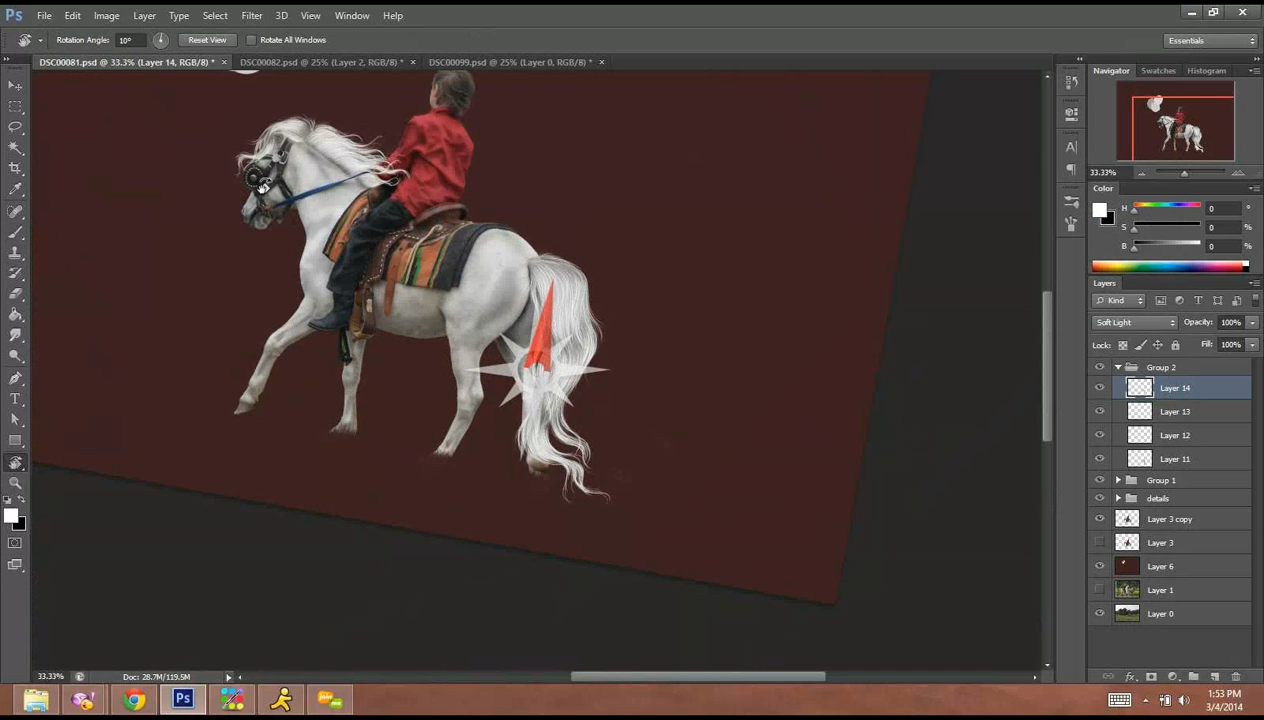 Ps File Edit Image Layer Type Select Filter 3D View Window Help
Rotation Angle: 10° Reset View Rotate All Windows Essentials
DSC00081.psd @ 33.3% (Layer 14, RGB/8) * × DSC00082.psd @ 25% (Layer 2, RGB/8) * × DSC00099.psd @ 25% (Layer 0, RGB/8) * ×
Navigator Swatches Histogram
33.33%
Color
H 0 °
S 0 %
B 0 %
Layers
Kind
Soft Light Opacity: 100%
Lock: Fill: 100%
Group 2
Layer 14
Layer 13
Layer 12
Layer 11
Group 1
details
Layer 3 copy
Layer 3
Layer 6
Layer 1
Layer 0
33.33% Doc: 28.7M/119.5M
fx
Ps
1:53 PM
3/4/2014